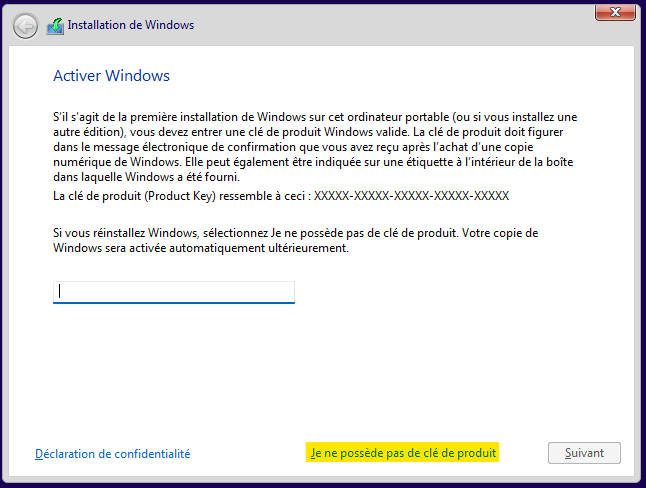 Installation de Windows
Activer Windows
S'il s'agit de la première installation de Windows sur cet ordinateur portable (ou si vous installez une
autre édition), vous devez entrer une clé de produit Windows valide. La clé de produit doit figurer
dans le message électronique de confirmation que vous avez reçu après l'achat d'une copie
numérique de Windows. Elle peut également être indiquée sur une étiquette à l'intérieur de la boîte
dans laquelle Windows a été fourni.
La clé de produit (Product Key) ressemble à ceci : XXXXX-XXXXX-XXXXX-XXXXX-XXXXX
Si vous réinstallez Windows, sélectionnez Je ne possède pas de clé de produit. Votre copie de
Windows sera activée automatiquement ultérieurement.
Déclaration de confidentialité
Je ne possède pas de clé de produit
Suivant